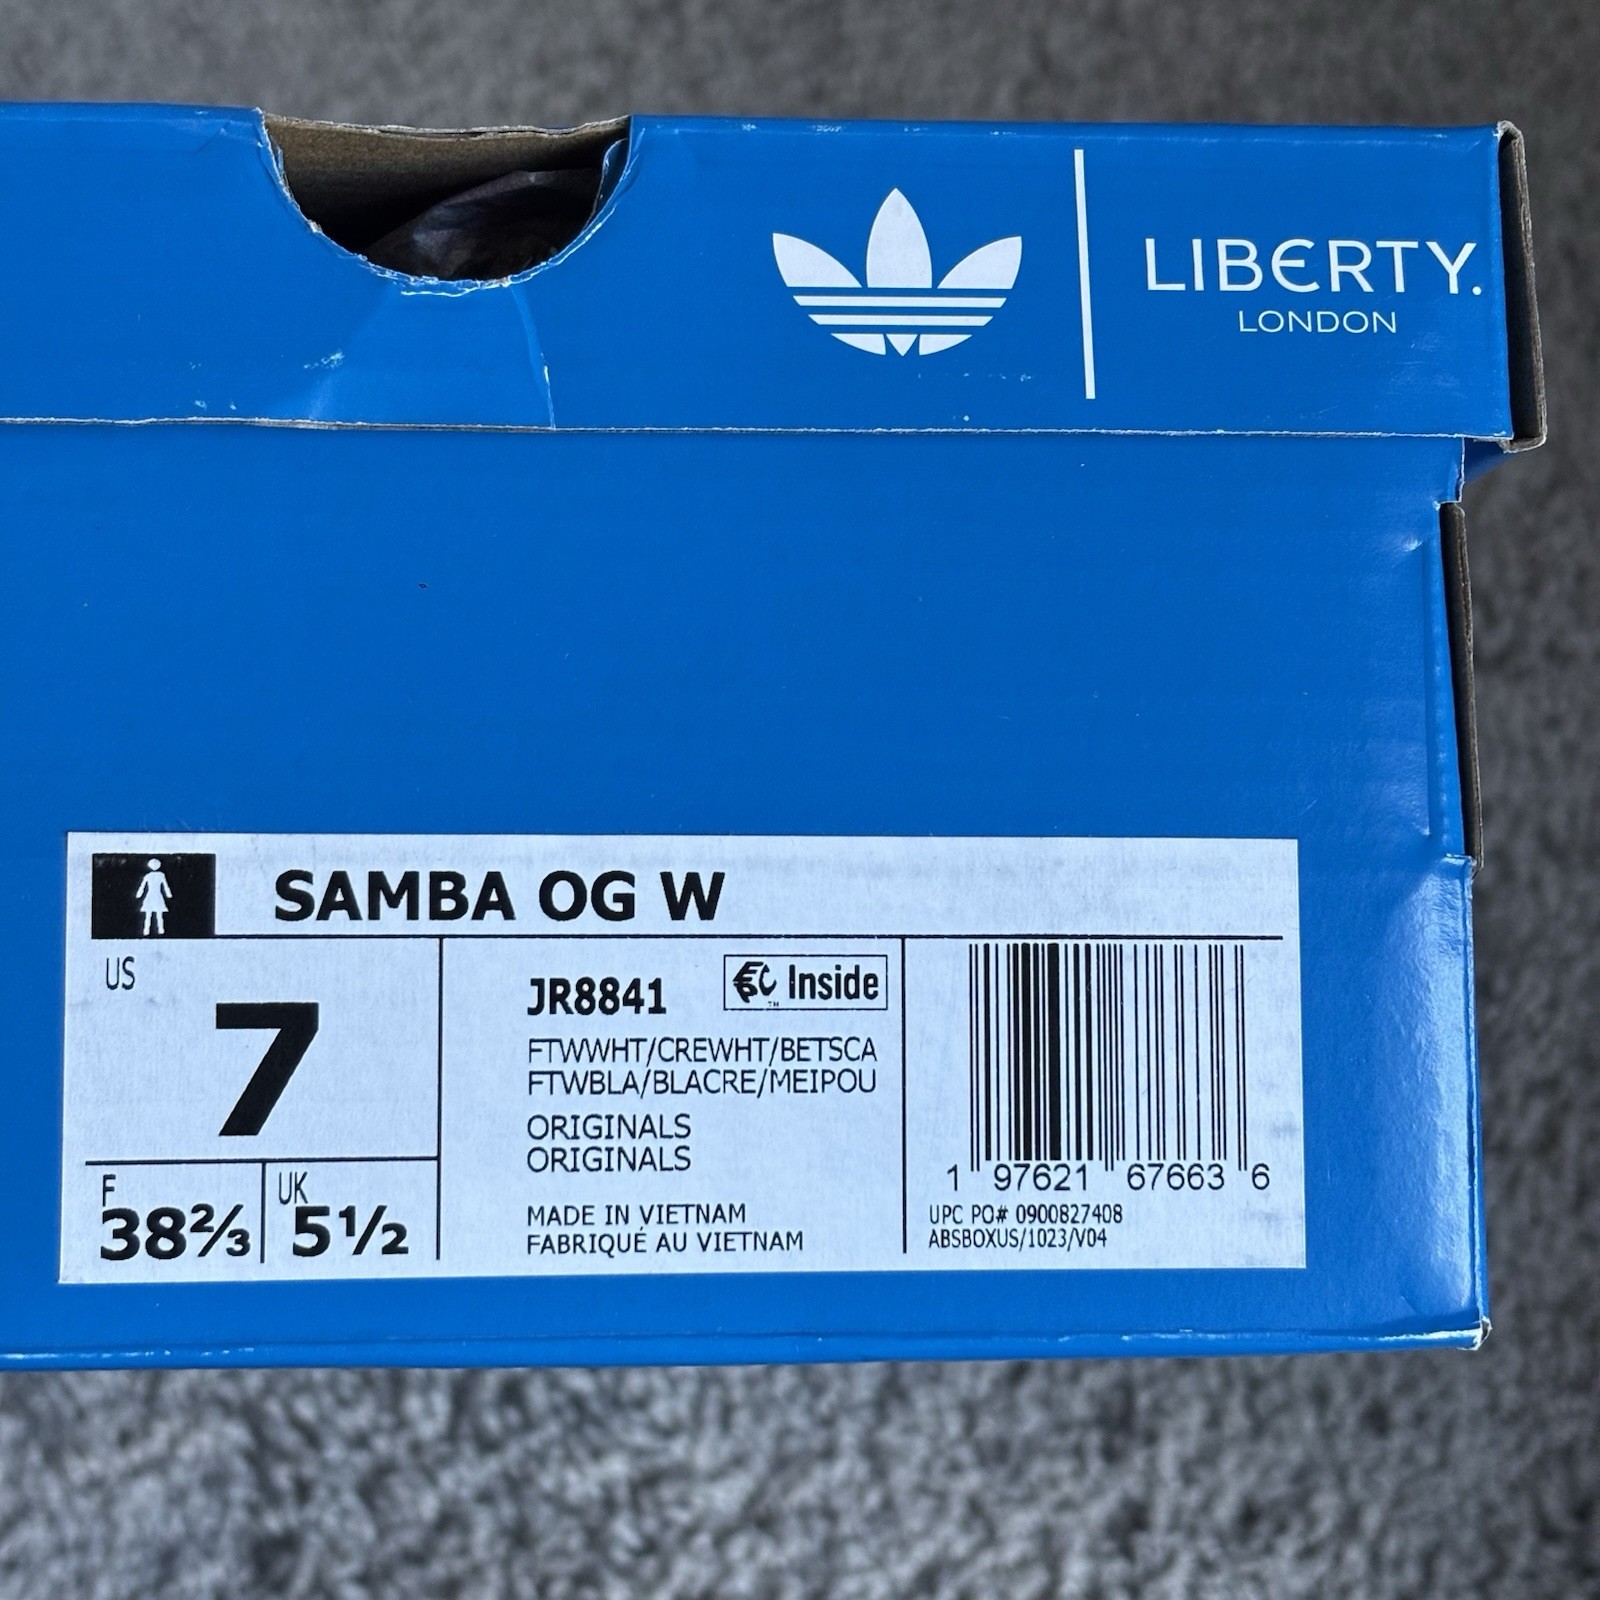 LIBERTY.
LONDON
SAMBA OG W
US
7
F
38⅔
UK
5½
JR8841
Inside
FTWWHT/CREWHT/BETSCA
FTWBLA/BLACRE/MEIPOU
ORIGINALS
ORIGINALS
MADE IN VIETNAM
FABRIQUÉ AU VIETNAM
1 97621 67663 6
UPC PO# 0900827408
ABSBOXUS/1023/V04